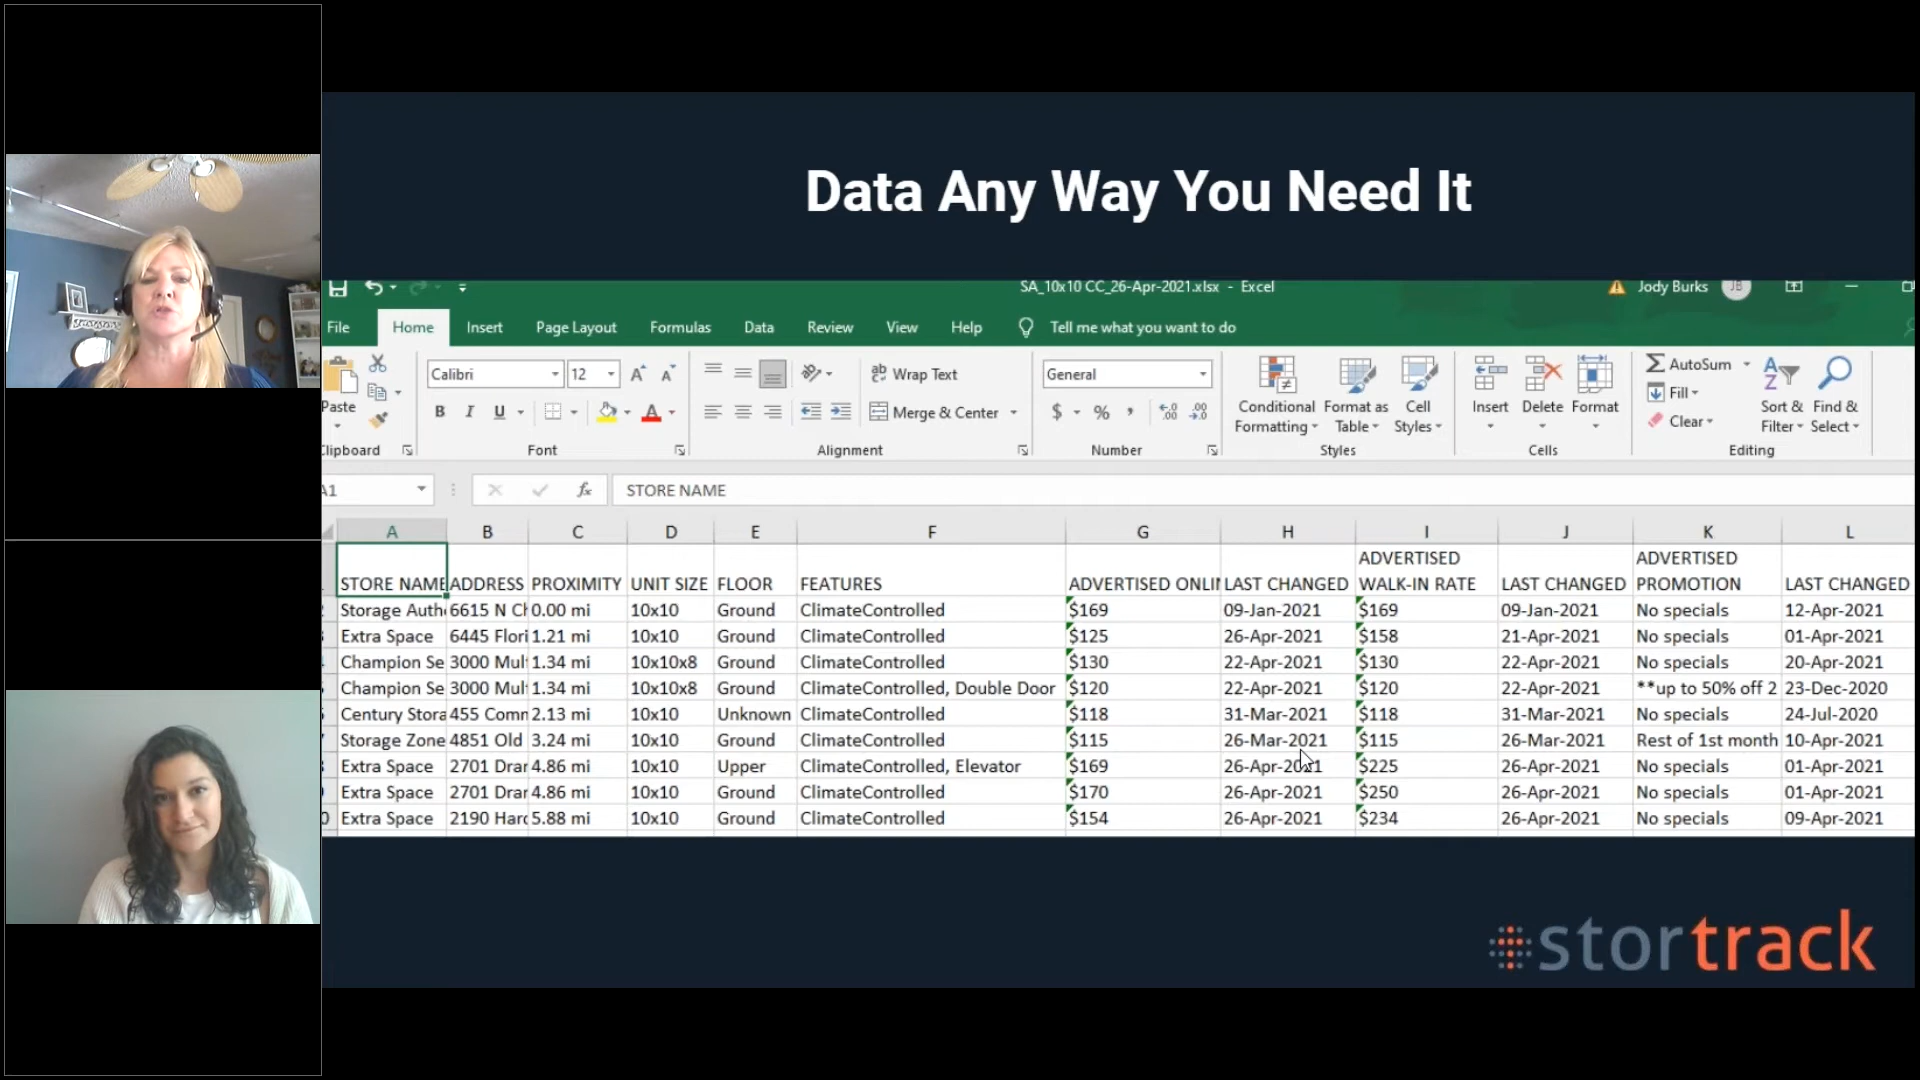 Data Any Way You Need It
SA_10x10 CC_26-Apr-2021.xlsx - Excel
Jody Burks JB
File Home Insert Page Layout Formulas Data Review View Help Tell me what you want to do
Paste
Calibri 12
B I U A
Wrap Text
Merge & Center
General
$ % ,
Conditional Formatting
Format as Table
Cell Styles
Insert Delete Format
AutoSum
Fill
Clear
Sort & Filter
Find & Select
Clipboard Font Alignment Number Styles Cells Editing
A1 fx STORE NAME
A B C D E F G H I J K L
STORE NAME ADDRESS PROXIMITY UNIT SIZE FLOOR FEATURES ADVERTISED ONLI LAST CHANGED ADVERTISED WALK-IN RATE LAST CHANGED ADVERTISED PROMOTION LAST CHANGED
Storage Auth 6615 N Cl 0.00 mi 10x10 Ground ClimateControlled $169 09-Jan-2021 $169 09-Jan-2021 No specials 12-Apr-2021
Extra Space 6445 Flori 1.21 mi 10x10 Ground ClimateControlled $125 26-Apr-2021 $158 21-Apr-2021 No specials 01-Apr-2021
Champion Se 3000 Mul 1.34 mi 10x10x8 Ground ClimateControlled $130 22-Apr-2021 $130 22-Apr-2021 No specials 20-Apr-2021
Champion Se 3000 Mul 1.34 mi 10x10x8 Ground ClimateControlled, Double Door $120 22-Apr-2021 $120 22-Apr-2021 **up to 50% off 2 23-Dec-2020
Century Stora 455 Comm 2.13 mi 10x10 Unknown ClimateControlled $118 31-Mar-2021 $118 31-Mar-2021 No specials 24-Jul-2020
Storage Zone 4851 Old 3.24 mi 10x10 Ground ClimateControlled $115 26-Mar-2021 $115 26-Mar-2021 Rest of 1st month 10-Apr-2021
Extra Space 2701 Drar 4.86 mi 10x10 Upper ClimateControlled, Elevator $169 26-Apr-2021 $225 26-Apr-2021 No specials 01-Apr-2021
Extra Space 2701 Drar 4.86 mi 10x10 Ground ClimateControlled $170 26-Apr-2021 $250 26-Apr-2021 No specials 01-Apr-2021
Extra Space 2190 Hard 5.88 mi 10x10 Ground ClimateControlled $154 26-Apr-2021 $234 26-Apr-2021 No specials 09-Apr-2021
stortrack